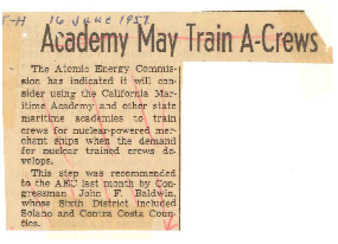 T-H 16 June 1957
Academy May Train A-Crews
The Atomic Energy Commis-
sion has indicated it will con-
sider using the California Mar-
itime Academy and other state
maritime academies to train
crews for nuclear-powered mer-
chant ships when the demand
for nuclear trained crews de-
velops.
This step was recommended
to the AEC last month by Con-
gressman John F. Baldwin,
whose Sixth District included
Solano and Contra Costa Coun-
ties.